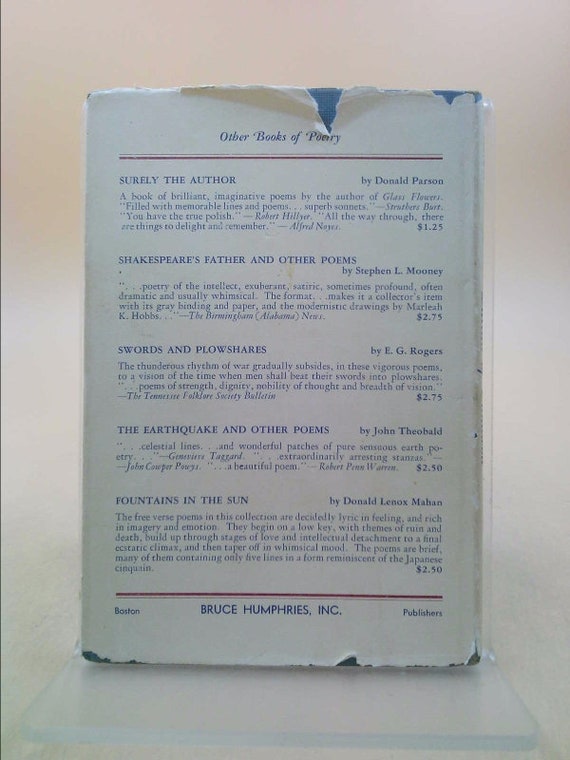 Other Books of Poetry
SURELY THE AUTHOR by Donald Parson
A book of brilliant, imaginative poems by the author of Glass Flowers.
"Filled with memorable lines and poems. . . superb sonnets."—Struthers Burt.
"You have the true polish."—Robert Hillyer. "All the way through, there
are things to delight and remember."—Alfred Noyes. $1.25
SHAKESPEARE'S FATHER AND OTHER POEMS
by Stephen L. Mooney
". . .poetry of the intellect, exuberant, satiric, sometimes profound, often
dramatic and usually whimsical. The format. . .makes it a collector's item
with its gray binding and paper, and the modernistic drawings by Marleah
K. Hobbs. . ."—The Birmingham (Alabama) News. $2.75
SWORDS AND PLOWSHARES by E. G. Rogers
The thunderous rhythm of war gradually subsides, in these vigorous poems,
to a vision of the time when men shall beat their swords into plowshares.
". . .poems of strength, dignity, nobility of thought and breadth of vision."
—The Tennessee Folklore Society Bulletin $2.75
THE EARTHQUAKE AND OTHER POEMS by John Theobald
". . .celestial lines. . .and wonderful patches of pure sensuous earth po-
etry. . ."—Genevieve Taggard. ". . .extraordinarily arresting stanzas."—
—John Cowper Powys. ". . .a beautiful poem."—Robert Penn Warren. $2.50
FOUNTAINS IN THE SUN by Donald Lenox Mahan
The free verse poems in this collection are decidedly lyric in feeling, and rich
in imagery and emotion. They begin on a low key, with themes of ruin and
death, build up through stages of love and intellectual detachment to a final
ecstatic climax, and then taper off in whimsical mood. The poems are brief,
many of them containing only five lines in a form reminiscent of the Japanese
cinquain. $2.50
Boston BRUCE HUMPHRIES, INC. Publishers